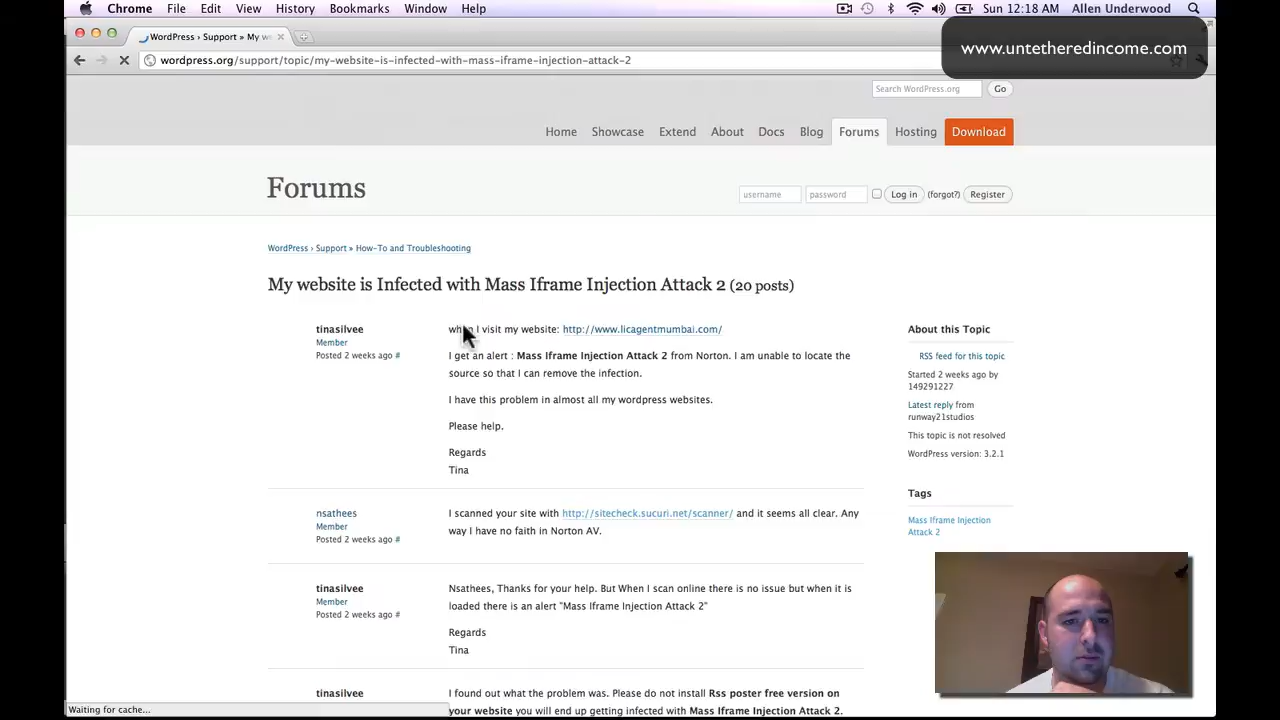 Chrome File Edit View History Bookmarks Window Help Sun 12:18 AM Allen Underwood
www.untetheredincome.com
WordPress › Support » My w
wordpress.org/support/topic/my-website-is-infected-with-mass-iframe-injection-attack-2
Search WordPress.org Go
Home Showcase Extend About Docs Blog Forums Hosting Download
Forums
username password Log in (forgot?) Register
WordPress › Support » How-To and Troubleshooting
My website is Infected with Mass Iframe Injection Attack 2 (20 posts)
tinasilvee
Member
Posted 2 weeks ago #
when I visit my website: http://www.licagentmumbai.com/
I get an alert : Mass Iframe Injection Attack 2 from Norton. I am unable to locate the
source so that I can remove the infection.
I have this problem in almost all my wordpress websites.
Please help.
Regards
Tina
About this Topic
RSS feed for this topic
Started 2 weeks ago by
149291227
Latest reply from
runway21studios
This topic is not resolved
WordPress version: 3.2.1
Tags
Mass Iframe Injection
Attack 2
nsathees
Member
Posted 2 weeks ago #
I scanned your site with http://sitecheck.sucuri.net/scanner/ and it seems all clear. Any
way I have no faith in Norton AV.
tinasilvee
Member
Posted 2 weeks ago #
Nsathees, Thanks for your help. But When I scan online there is no issue but when it is
loaded there is an alert "Mass Iframe Injection Attack 2"
Regards
Tina
tinasilvee
I found out what the problem was. Please do not install Rss poster free version on
your website you will end up getting infected with Mass Iframe Injection Attack 2.
Waiting for cache...